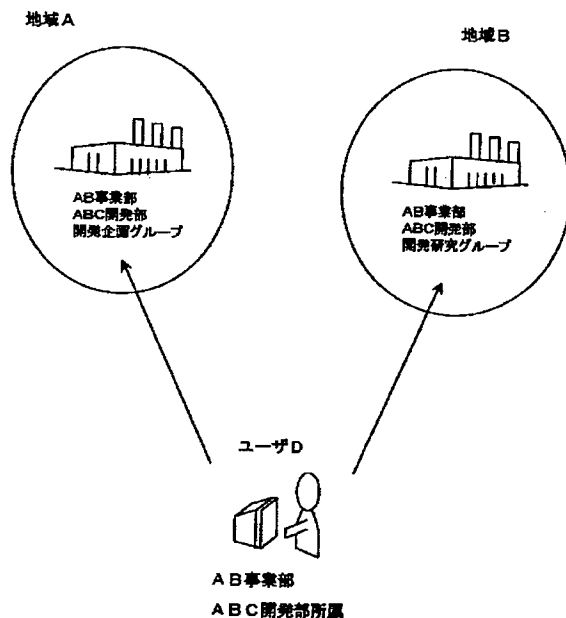 地域A
地域B
AB事業部
ABC開発部
開発企画グループ
AB事業部
ABC開発部
開発研究グループ
ユーザD
AB事業部
ABC開発部所属